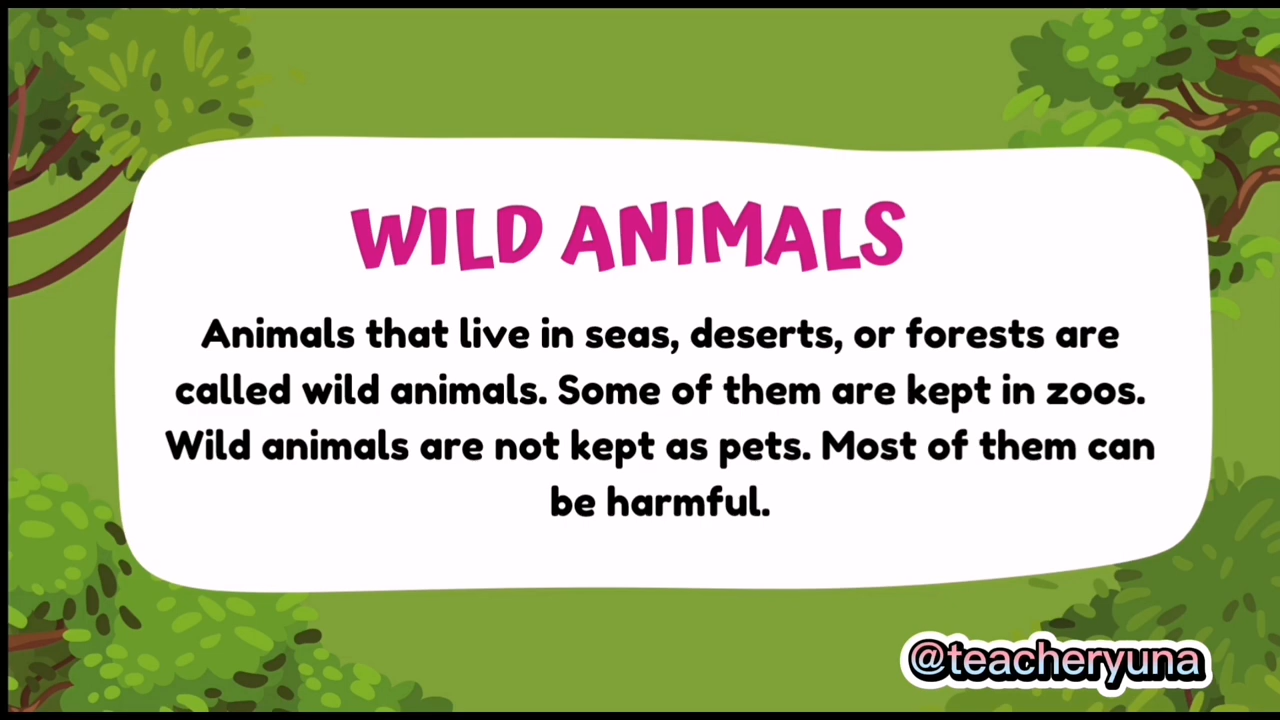 WILD ANIMALS
Animals that live in seas, deserts, or forests are
called wild animals. Some of them are kept in zoos.
Wild animals are not kept as pets. Most of them can
be harmful.
@teacheryuna